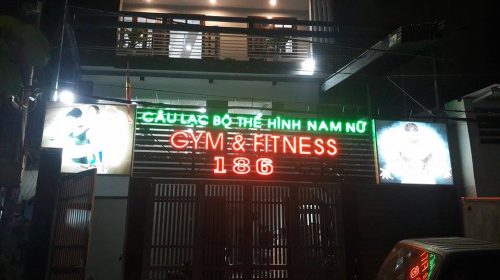 CÂU LẠC BỘ THỂ HÌNH NAM NỮ
GYM & FITNESS
186